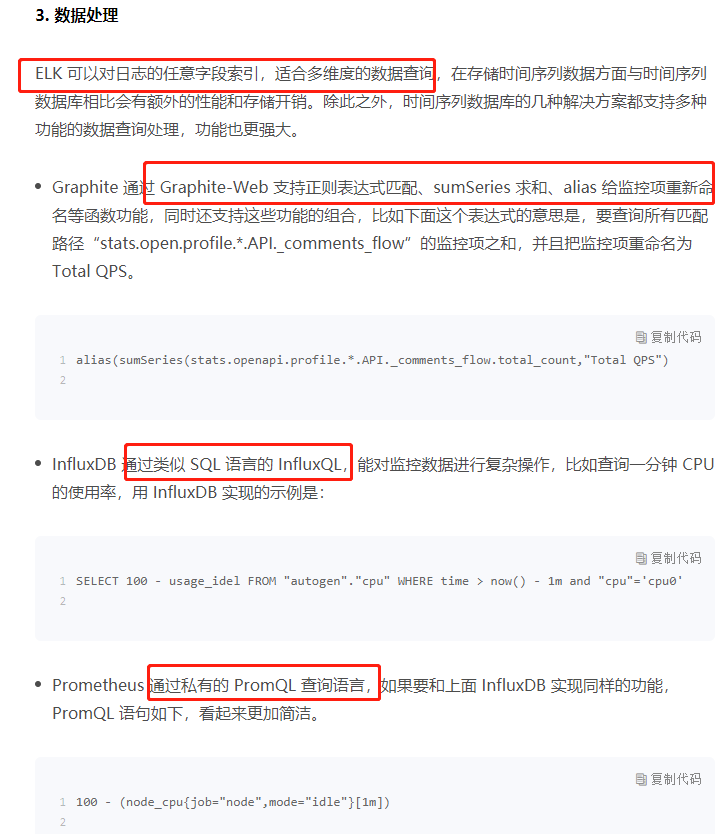 3. 数据处理
ELK 可以对日志的任意字段索引，适合多维度的数据查询，在存储时间序列数据方面与时间序列
数据库相比会有额外的性能和存储开销。除此之外，时间序列数据库的几种解决方案都支持多种
功能的数据查询处理，功能也更强大。
• Graphite 通过 Graphite-Web 支持正则表达式匹配、sumSeries 求和、alias 给监控项重新命
名等函数功能，同时还支持这些功能的组合，比如下面这个表达式的意思是，要查询所有匹配
路径“stats.open.profile.*.API._comments_flow”的监控项之和，并且把监控项重命名为
Total QPS。
复制代码
1 alias(sumSeries(stats.openapi.profile.*.API._comments_flow.total_count,"Total QPS")
2
• InfluxDB 通过类似 SQL 语言的 InfluxQL，能对监控数据进行复杂操作，比如查询一分钟 CPU
的使用率，用 InfluxDB 实现的示例是：
复制代码
1 SELECT 100 - usage_idel FROM "autogen"."cpu" WHERE time > now() - 1m and "cpu"='cpu0'
2
• Prometheus 通过私有的 PromQL 查询语言，如果要和上面 InfluxDB 实现同样的功能，
PromQL 语句如下，看起来更加简洁。
复制代码
1 100 - (node_cpu{job="node",mode="idle"}[1m])
2